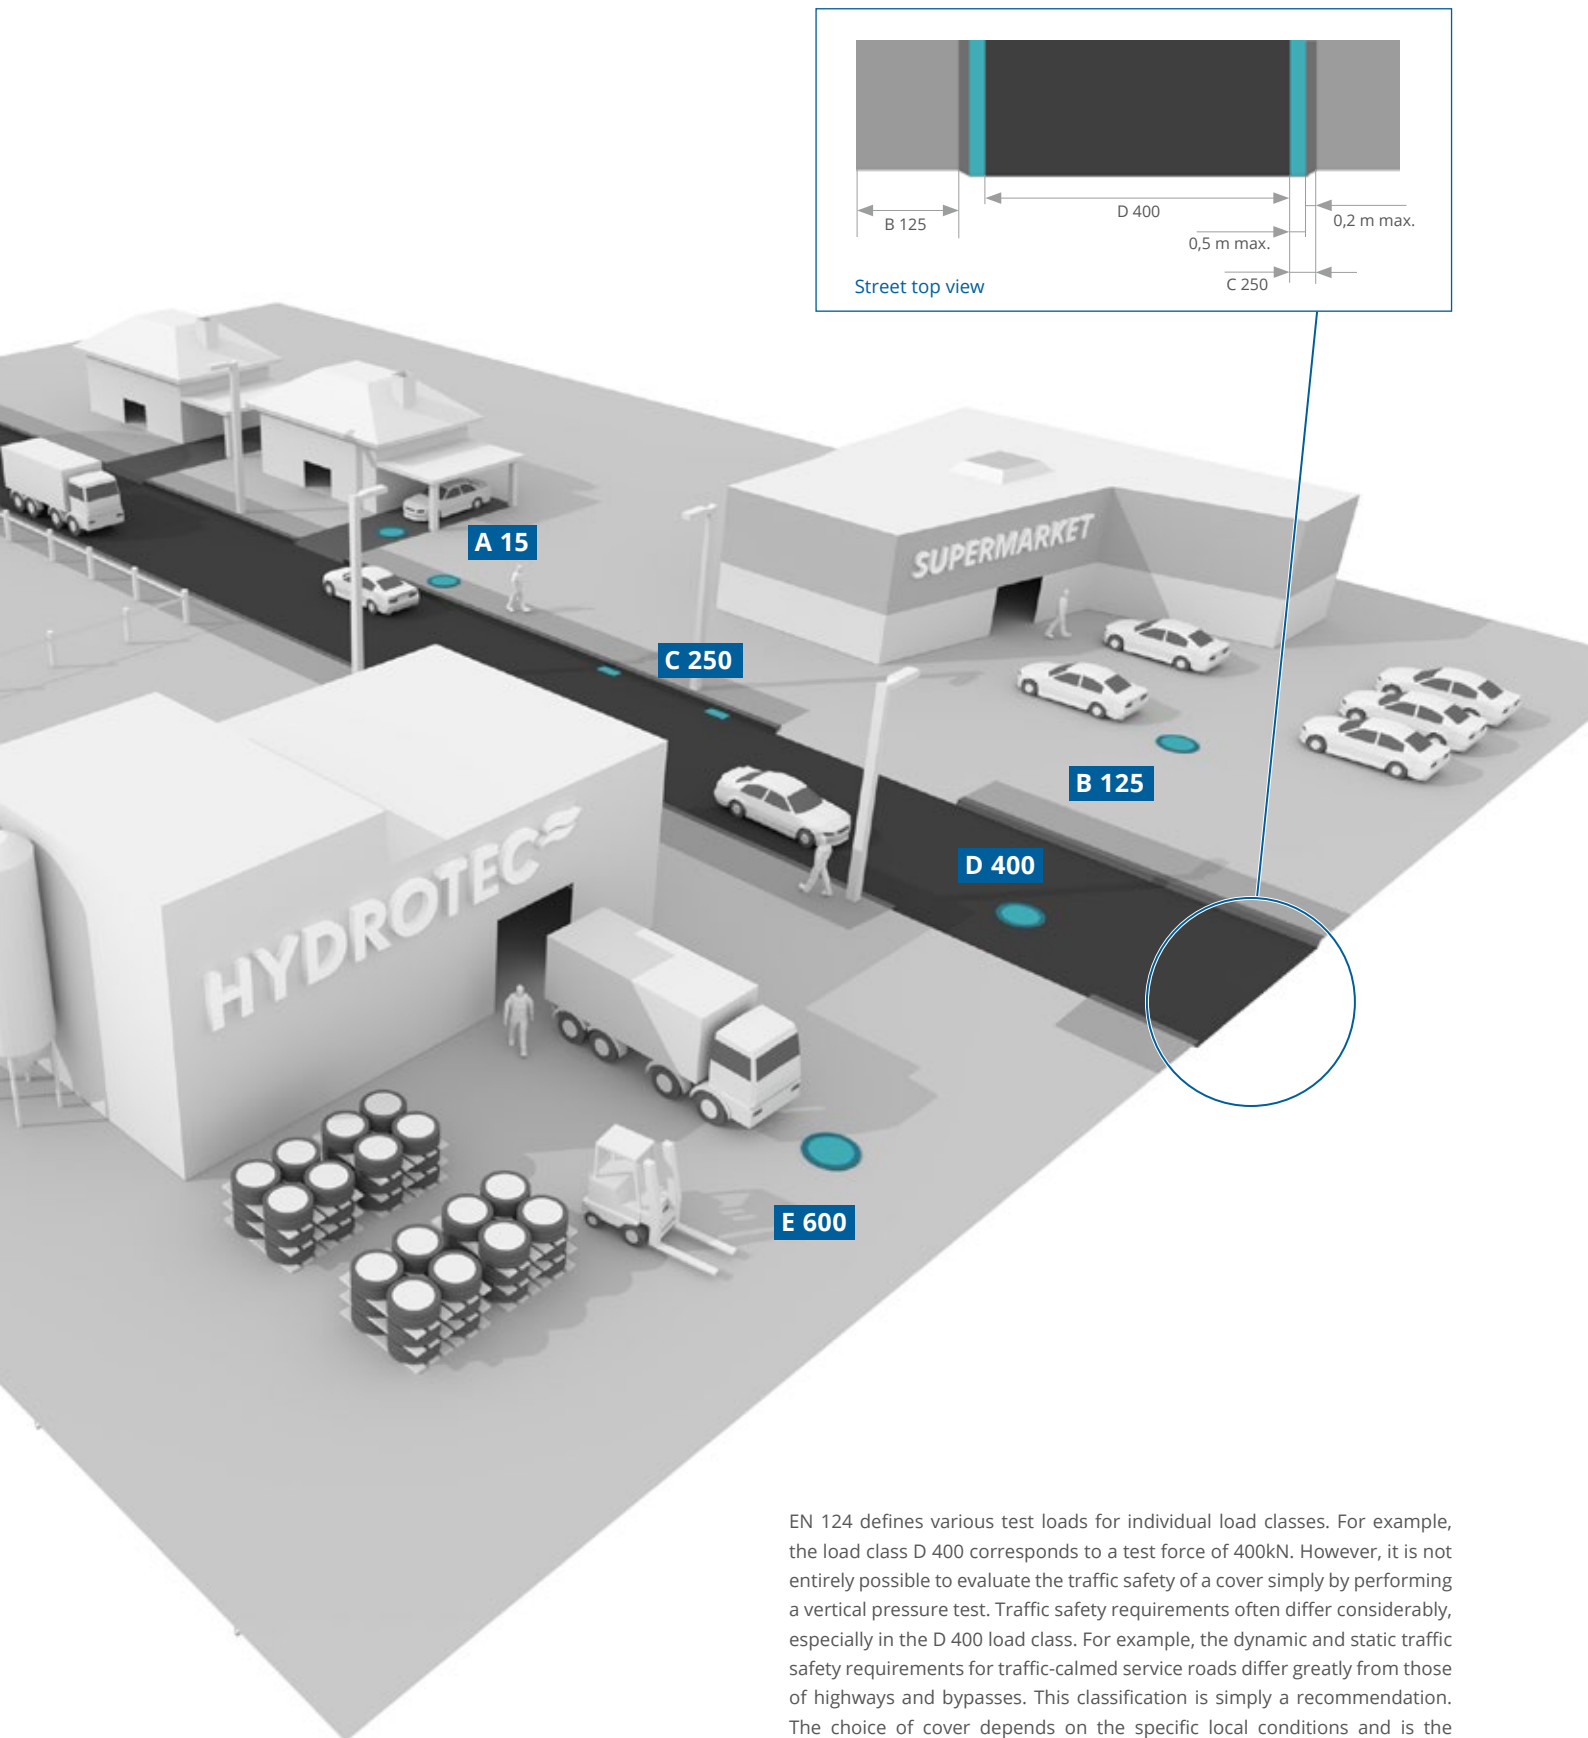 B 125
D 400
0,2 m max.
0,5 m max.
C 250
Street top view
A 15
SUPERMARKET
C 250
B 125
D 400
HYDROTEC
E 600
EN 124 defines various test loads for individual load classes. For example,
the load class D 400 corresponds to a test force of 400kN. However, it is not
entirely possible to evaluate the traffic safety of a cover simply by performing
a vertical pressure test. Traffic safety requirements often differ considerably,
especially in the D 400 load class. For example, the dynamic and static traffic
safety requirements for traffic-calmed service roads differ greatly from those
of highways and bypasses. This classification is simply a recommendation.
The choice of cover depends on the specific local conditions and is the